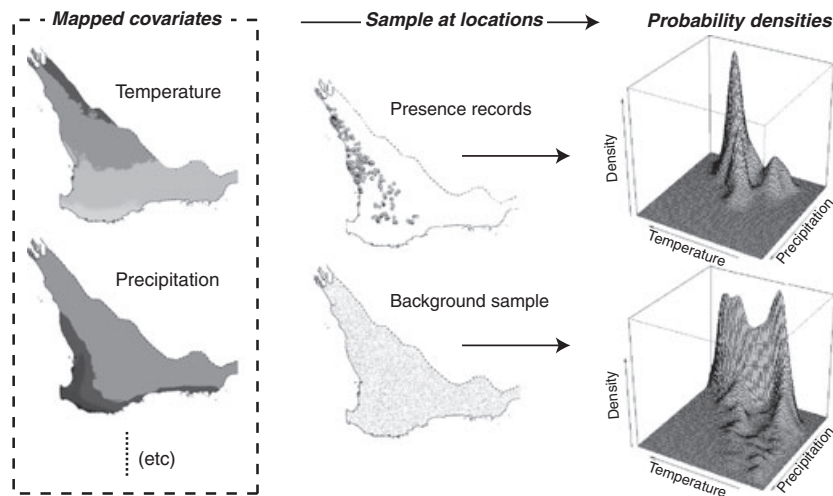 Mapped covariates
Sample at locations
Probability densities
Temperature
Presence records
Density
Temperature
Precipitation
Precipitation
Background sample
Density
Temperature
Precipitation
(etc)